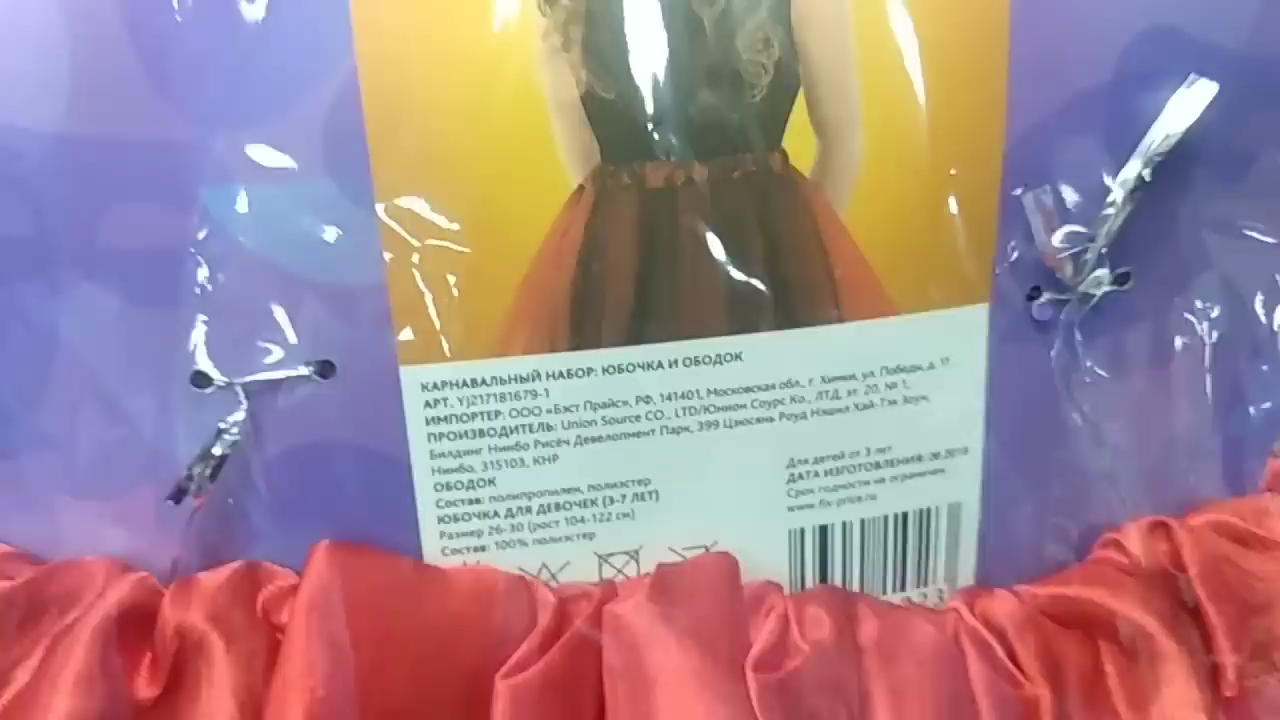 КАРНАВАЛЬНЫЙ НАБОР: ЮБОЧКА И ОБОДОК
АРТ. YJ217181679-1
ИМПОРТЕР: ООО «Бэст Прайс», РФ, 141401, Московская обл., г. Химки, ул. Победы, д. 11
ПРОИЗВОДИТЕЛЬ: Union Source CO., LTD/Юнион Соурс Ко., ЛТД, эт. 20, № 1,
Билдинг Нинбо Рисёч Девелопмент Парк, 399 Цзюсянь Роуд Нэшнл Хай-Тэк Зоун,
Нинбо, 315103, КНР
ОБОДОК
Состав: полипропилен, полиэстер
ЮБОЧКА ДЛЯ ДЕВОЧЕК (3-7 ЛЕТ)
Размер 26-30 (рост 104-122 см)
Состав: 100% полиэстер
Для детей от 3 лет
ДАТА ИЗГОТОВЛЕНИЯ: 06.2019
Срок годности не ограничен
www.fix-price.ru